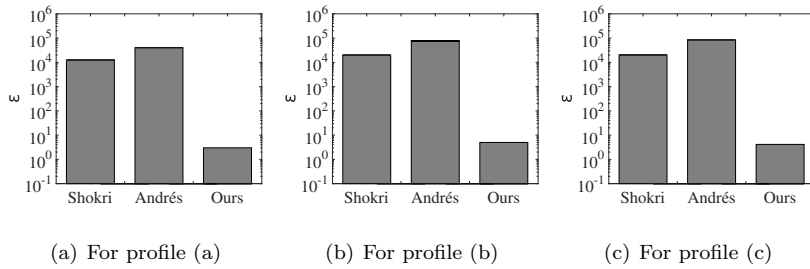 10^6 10^6 10^6
10^5 10^5 10^5
10^4 10^4 10^4
10^3 10^3 10^3
10^2 10^2 10^2
10^1 10^1 10^1
10^0 10^0 10^0
10^-1 10^-1 10^-1
ε ε ε
Shokri Andrés Ours Shokri Andrés Ours Shokri Andrés Ours
(a) For profile (a) (b) For profile (b) (c) For profile (c)